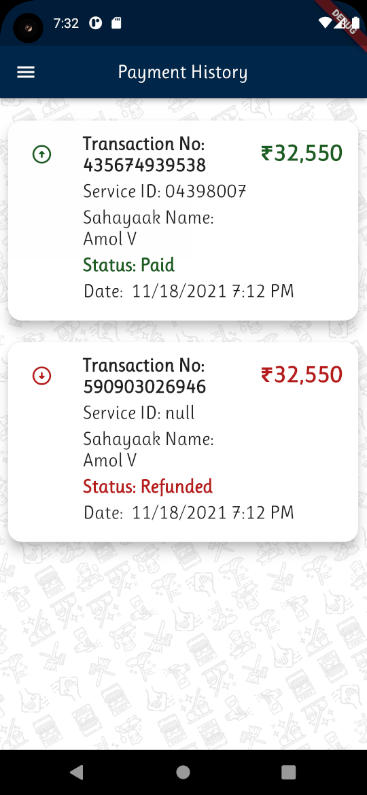 7:32
DEBUG
Payment History
Transaction No:
435674939538
₹32,550
Service ID: 04398007
Sahayaak Name:
Amol V
Status: Paid
Date: 11/18/2021 7:12 PM
Transaction No:
590903026946
₹32,550
Service ID: null
Sahayaak Name:
Amol V
Status: Refunded
Date: 11/18/2021 7:12 PM